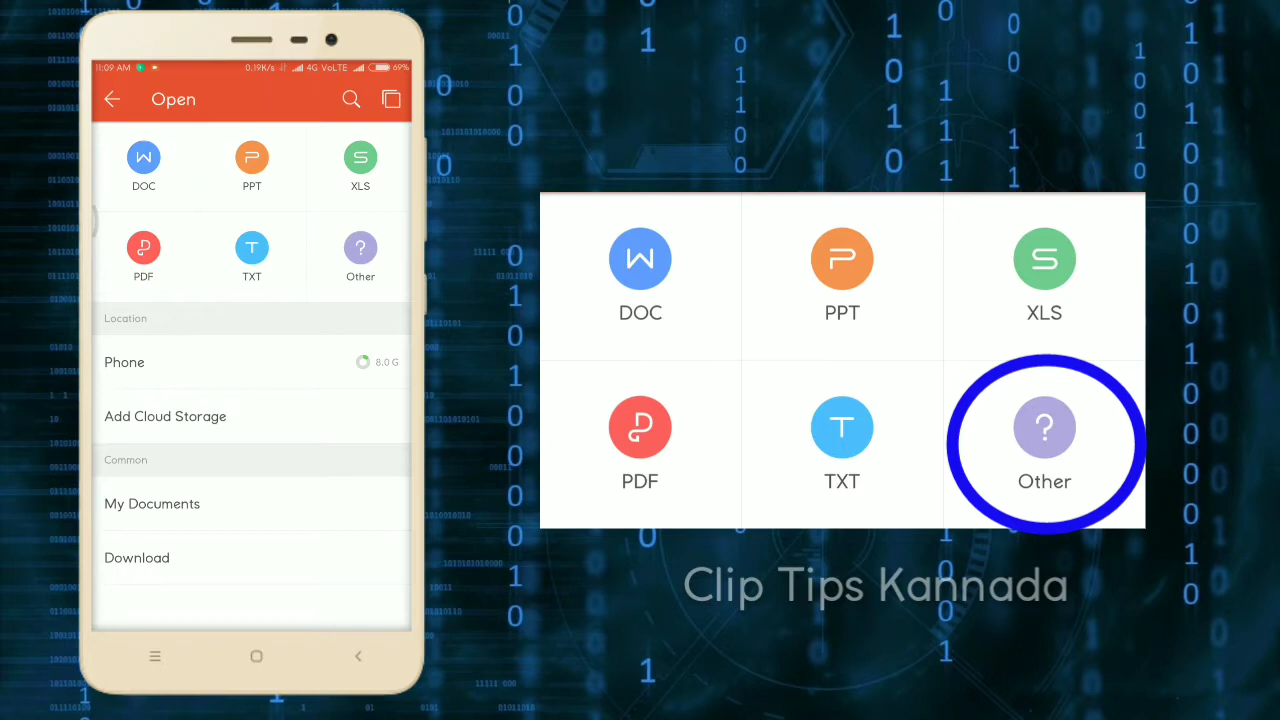 11:09 AM 0.19K/s 4G VoLTE 69%
Open
DOC PPT XLS
PDF TXT Other
Location
Phone 8.0 G
Add Cloud Storage
Common
My Documents
Download
DOC PPT XLS
PDF TXT Other
Clip Tips Kannada